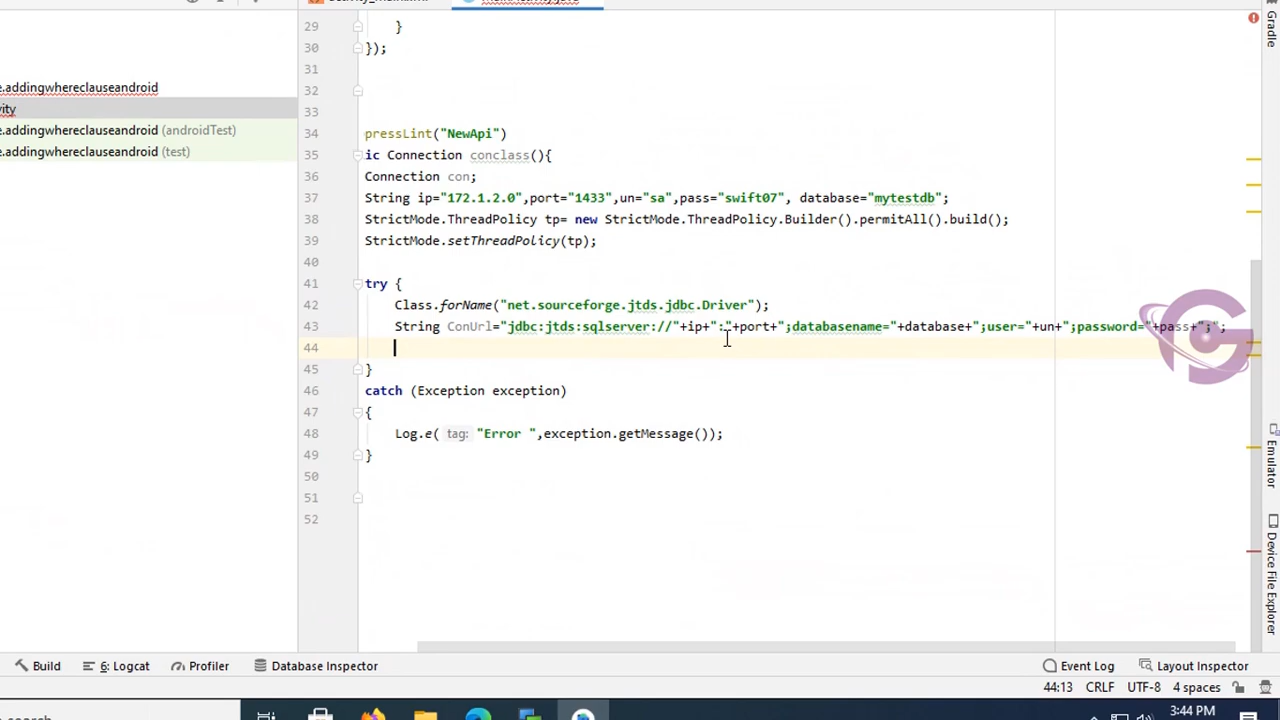 29 }
30 });
31
.addingwhereclauseandroid
32
ity
33
.addingwhereclauseandroid (androidTest)
34 pressLint("NewApi")
.addingwhereclauseandroid (test)
35 ic Connection conclass(){
36 Connection con;
37 String ip="172.1.2.0",port="1433",un="sa",pass="swift07", database="mytestdb";
38 StrictMode.ThreadPolicy tp= new StrictMode.ThreadPolicy.Builder().permitAll().build();
39 StrictMode.setThreadPolicy(tp);
40
41 try {
42 Class.forName("net.sourceforge.jtds.jdbc.Driver");
43 String ConUrl="jdbc:jtds:sqlserver://"+ip+":"+port+";databasename="+database+";user="+un+";password="+pass+";";
44
45 }
46 catch (Exception exception)
47 {
48 Log.e( tag: "Error ",exception.getMessage());
49 }
50
51
52
Gradle
Emulator
Device File Explorer
Build 6: Logcat Profiler Database Inspector Event Log Layout Inspector
44:13 CRLF UTF-8 4 spaces
search
3:44 PM